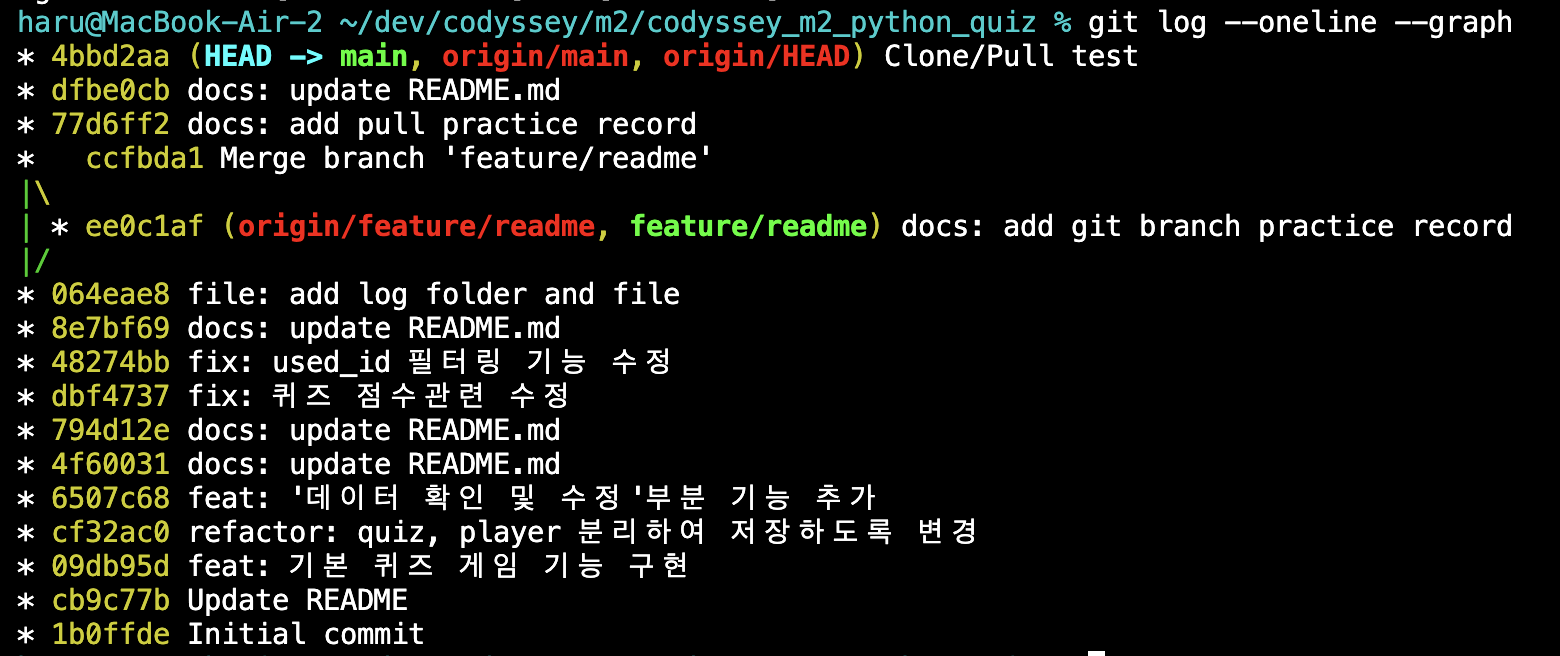 haru@MacBook-Air-2 ~/dev/codyssey/m2/codyssey_m2_python_quiz % git log --oneline --graph
* 4bbd2aa (HEAD -> main, origin/main, origin/HEAD) Clone/Pull test
* dfbe0cb docs: update README.md
* 77d6ff2 docs: add pull practice record
*   ccfbda1 Merge branch 'feature/readme'
|\
| * ee0c1af (origin/feature/readme, feature/readme) docs: add git branch practice record
|/
* 064eae8 file: add log folder and file
* 8e7bf69 docs: update README.md
* 48274bb fix: used_id 필터링 기능 수정
* dbf4737 fix: 퀴즈 점수관련 수정
* 794d12e docs: update README.md
* 4f60031 docs: update README.md
* 6507c68 feat: '데이터 확인 및 수정'부분 기능 추가
* cf32ac0 refactor: quiz, player 분리하여 저장하도록 변경
* 09db95d feat: 기본 퀴즈 게임 기능 구현
* cb9c77b Update README
* 1b0ffde Initial commit